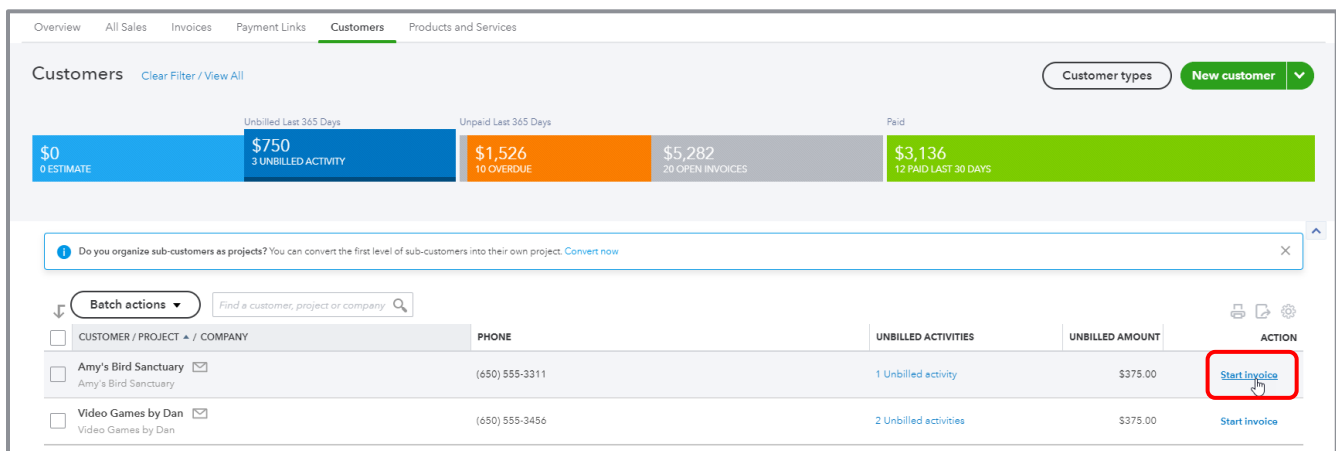 Overview All Sales Invoices Payment Links Customers Products and Services
Customers Clear Filter / View All Customer types New customer
Unbilled Last 365 Days Unpaid Last 365 Days Paid
$0 $750 $1,526 $5,282 $3,136
0 ESTIMATE 3 UNBILLED ACTIVITY 10 OVERDUE 20 OPEN INVOICES 12 PAID LAST 30 DAYS
Do you organize sub-customers as projects? You can convert the first level of sub-customers into their own project. Convert now
Batch actions Find a customer, project or company
CUSTOMER / PROJECT / COMPANY PHONE UNBILLED ACTIVITIES UNBILLED AMOUNT ACTION
Amy's Bird Sanctuary
Amy's Bird Sanctuary (650) 555-3311 1 Unbilled activity $375.00 Start invoice
Video Games by Dan
Video Games by Dan (650) 555-3456 2 Unbilled activities $375.00 Start invoice